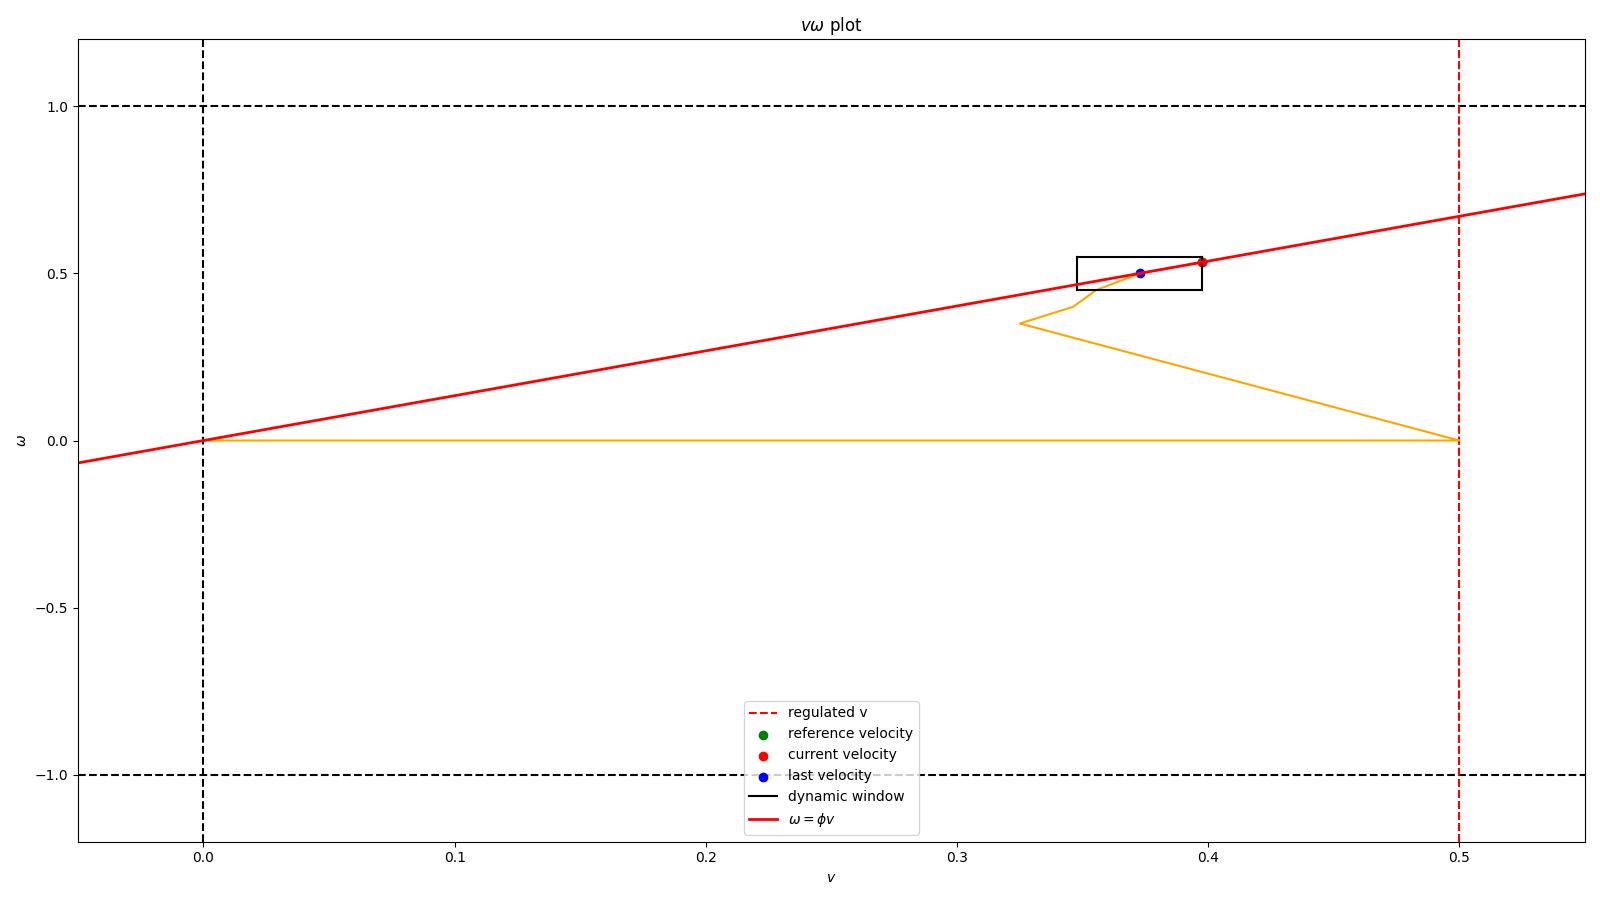 vω plot
1.0
0.5
0.0
−0.5
−1.0
ω
regulated v
reference velocity
current velocity
last velocity
dynamic window
ω = ϕv
0.0 0.1 0.2 0.3 0.4 0.5
v